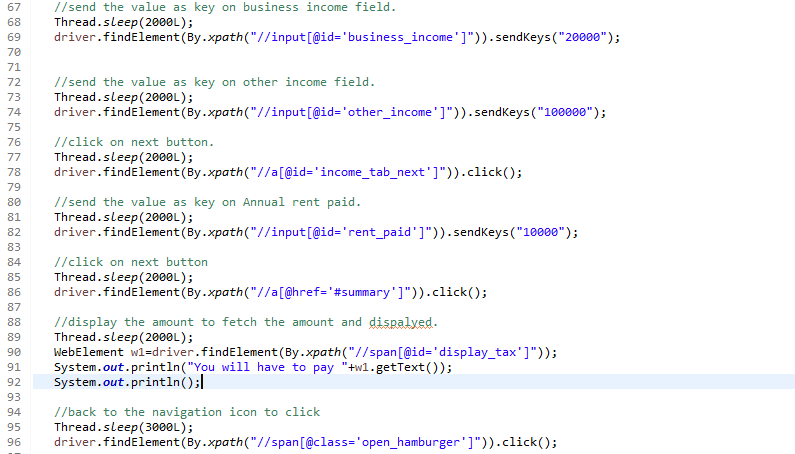 67 //send the value as key on business income field.
68 Thread.sleep(2000L);
69 driver.findElement(By.xpath("//input[@id='business_income']")).sendKeys("20000");
70
71
72 //send the value as key on other income field.
73 Thread.sleep(2000L);
74 driver.findElement(By.xpath("//input[@id='other_income']")).sendKeys("100000");
75
76 //click on next button.
77 Thread.sleep(2000L);
78 driver.findElement(By.xpath("//a[@id='income_tab_next']")).click();
79
80 //send the value as key on Annual rent paid.
81 Thread.sleep(2000L);
82 driver.findElement(By.xpath("//input[@id='rent_paid']")).sendKeys("10000");
83
84 //click on next button
85 Thread.sleep(2000L);
86 driver.findElement(By.xpath("//a[@href='#summary']")).click();
87
88 //display the amount to fetch the amount and dispalyed.
89 Thread.sleep(2000L);
90 WebElement w1=driver.findElement(By.xpath("//span[@id='display_tax']"));
91 System.out.println("You will have to pay "+w1.getText());
92 System.out.println();
93
94 //back to the navigation icon to click
95 Thread.sleep(3000L);
96 driver.findElement(By.xpath("//span[@class='open_hamburger']")).click();